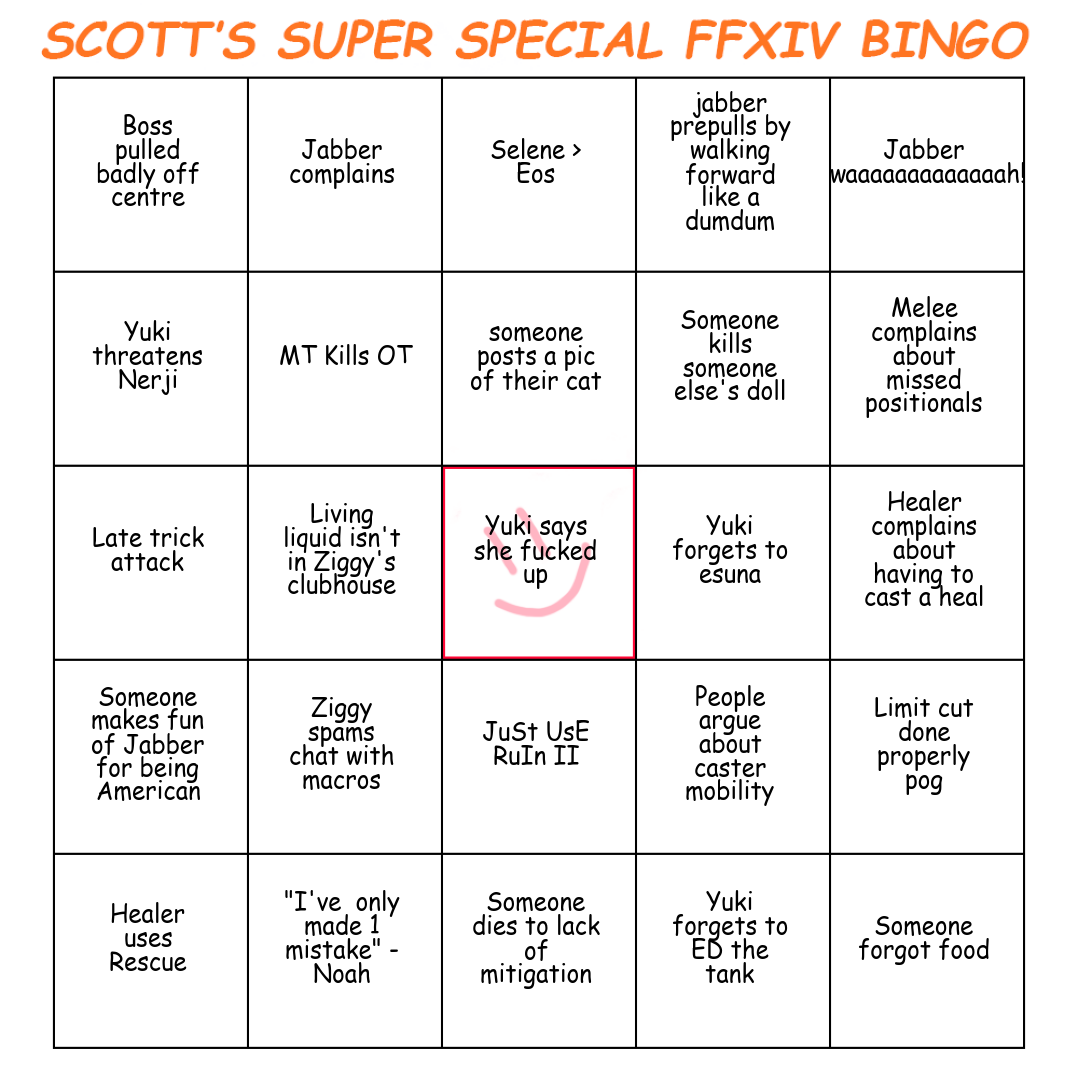 SCOTT'S SUPER SPECIAL FFXIV BINGO
Boss
pulled
badly off
centre
Jabber
complains
Selene >
Eos
jabber
prepulls by
walking
forward
like a
dumdum
Jabber
waaaaaaaaaaaaah!
Yuki
threatens
Nerji
MT Kills OT
someone
posts a pic
of their cat
Someone
kills
someone
else's doll
Melee
complains
about
missed
positionals
Late trick
attack
Living
liquid isn't
in Ziggy's
clubhouse
Yuki says
she fucked
up
Yuki
forgets to
esuna
Healer
complains
about
having to
cast a heal
Someone
makes fun
of Jabber
for being
American
Ziggy
spams
chat with
macros
JuSt UsE
RuIn II
People
argue
about
caster
mobility
Limit cut
done
properly
pog
Healer
uses
Rescue
"I've  only
made 1
mistake" -
Noah
Someone
dies to lack
of
mitigation
Yuki
forgets to
ED the
tank
Someone
forgot food